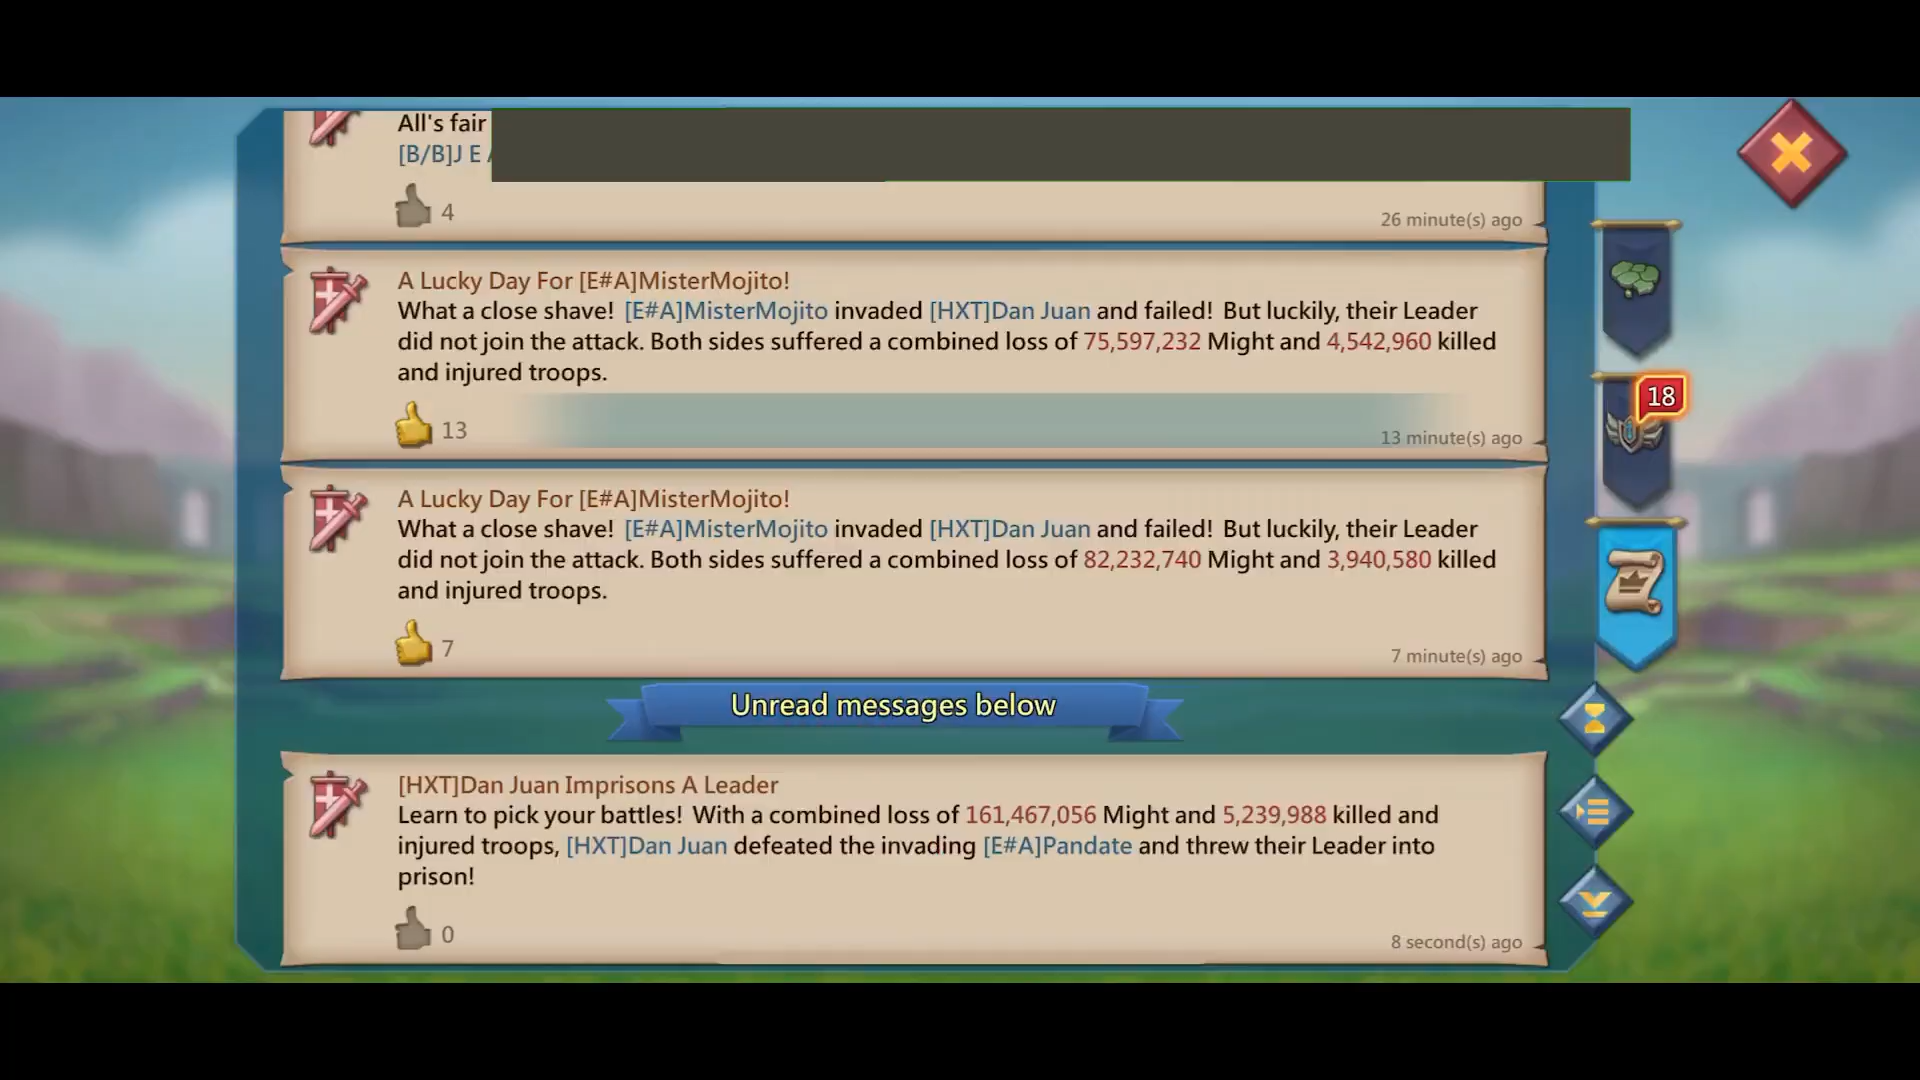 All's fair
[B/B]J E
4
26 minute(s) ago
A Lucky Day For [E#A]MisterMojito!
What a close shave! [E#A]MisterMojito invaded [HXT]Dan Juan and failed! But luckily, their Leader
did not join the attack. Both sides suffered a combined loss of 75,597,232 Might and 4,542,960 killed
and injured troops.
13
13 minute(s) ago
18
A Lucky Day For [E#A]MisterMojito!
What a close shave! [E#A]MisterMojito invaded [HXT]Dan Juan and failed! But luckily, their Leader
did not join the attack. Both sides suffered a combined loss of 82,232,740 Might and 3,940,580 killed
and injured troops.
7
7 minute(s) ago
Unread messages below
[HXT]Dan Juan Imprisons A Leader
Learn to pick your battles! With a combined loss of 161,467,056 Might and 5,239,988 killed and
injured troops, [HXT]Dan Juan defeated the invading [E#A]Pandate and threw their Leader into
prison!
0
8 second(s) ago